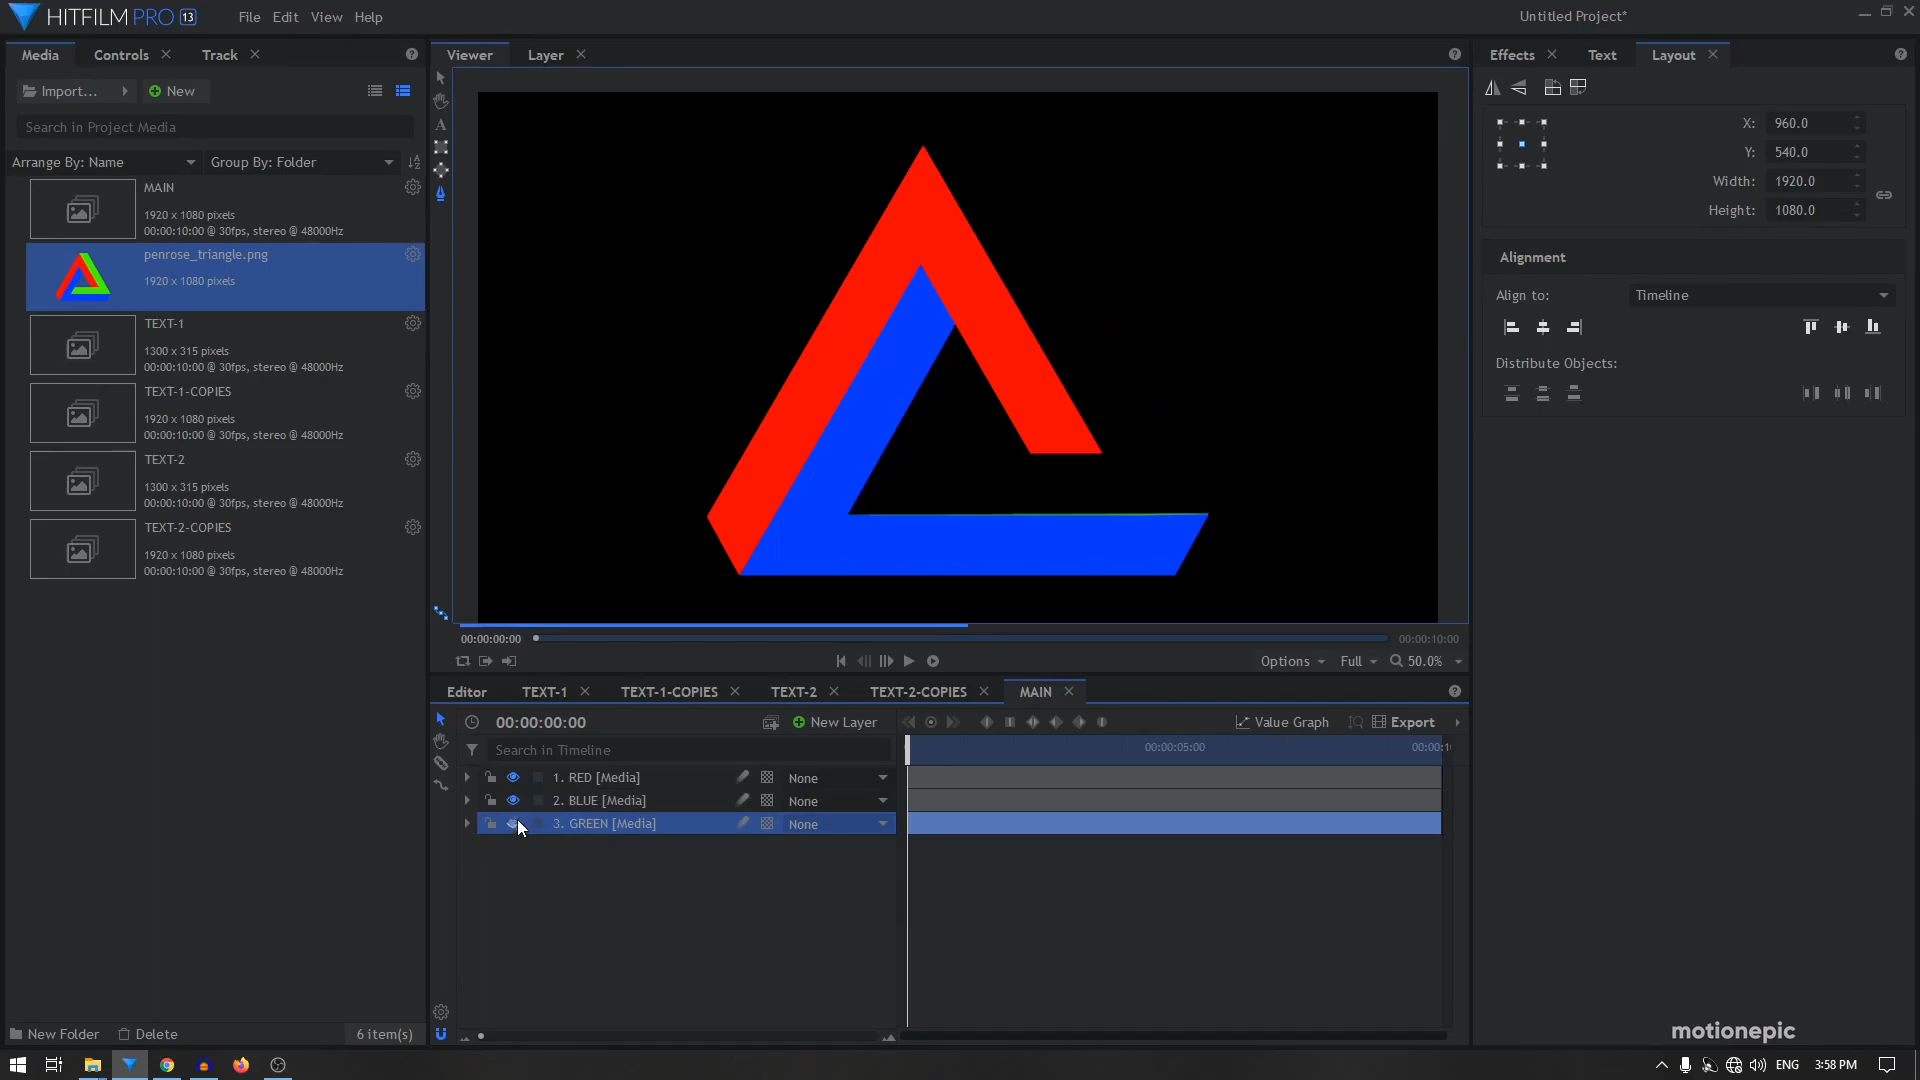 HITFILM PRO 13
File Edit View Help
Untitled Project*
Media Controls Track
Viewer Layer
Effects Text Layout
Import... New
Search in Project Media
Arrange By: Name Group By: Folder
MAIN
1920 x 1080 pixels
00:00:10:00 @ 30fps, stereo @ 48000Hz
penrose_triangle.png
1920 x 1080 pixels
TEXT-1
1300 x 315 pixels
00:00:10:00 @ 30fps, stereo @ 48000Hz
TEXT-1-COPIES
1920 x 1080 pixels
00:00:10:00 @ 30fps, stereo @ 48000Hz
TEXT-2
1300 x 315 pixels
00:00:10:00 @ 30fps, stereo @ 48000Hz
TEXT-2-COPIES
1920 x 1080 pixels
00:00:10:00 @ 30fps, stereo @ 48000Hz
New Folder Delete 6 item(s)
A
00:00:00:00 00:00:10:00
Options Full 50.0%
X: 960.0
Y: 540.0
Width: 1920.0
Height: 1080.0
Alignment
Align to: Timeline
Distribute Objects:
Editor TEXT-1 TEXT-1-COPIES TEXT-2 TEXT-2-COPIES MAIN
00:00:00:00 New Layer Value Graph Export
Search in Timeline
00:00:05:00 00:00:1
1. RED [Media] None
2. BLUE [Media] None
3. GREEN [Media] None
motionepic
ENG 3:58 PM